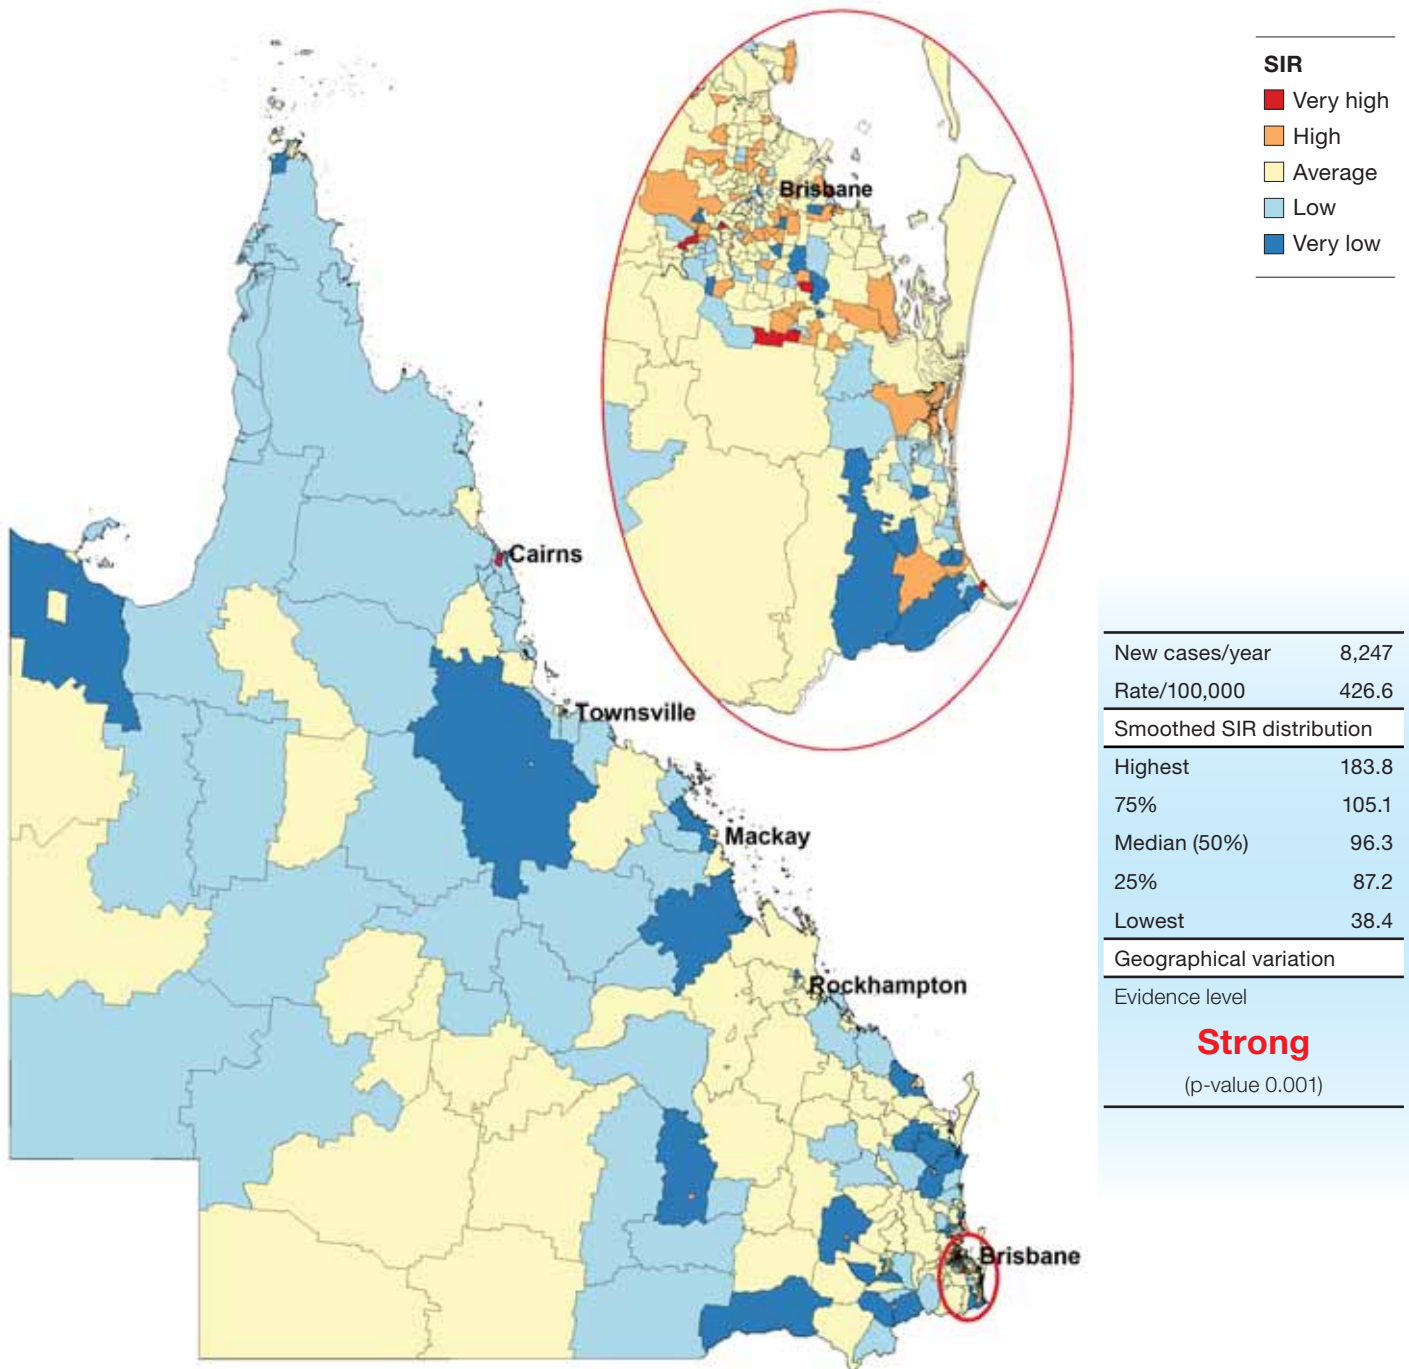 SIR
Very high
High
Average
Low
Very low
Brisbane
Cairns
Townsville
Mackay
Rockhampton
Brisbane
New cases/year 8,247
Rate/100,000 426.6
Smoothed SIR distribution
Highest 183.8
75% 105.1
Median (50%) 96.3
25% 87.2
Lowest 38.4
Geographical variation
Evidence level
Strong
(p-value 0.001)